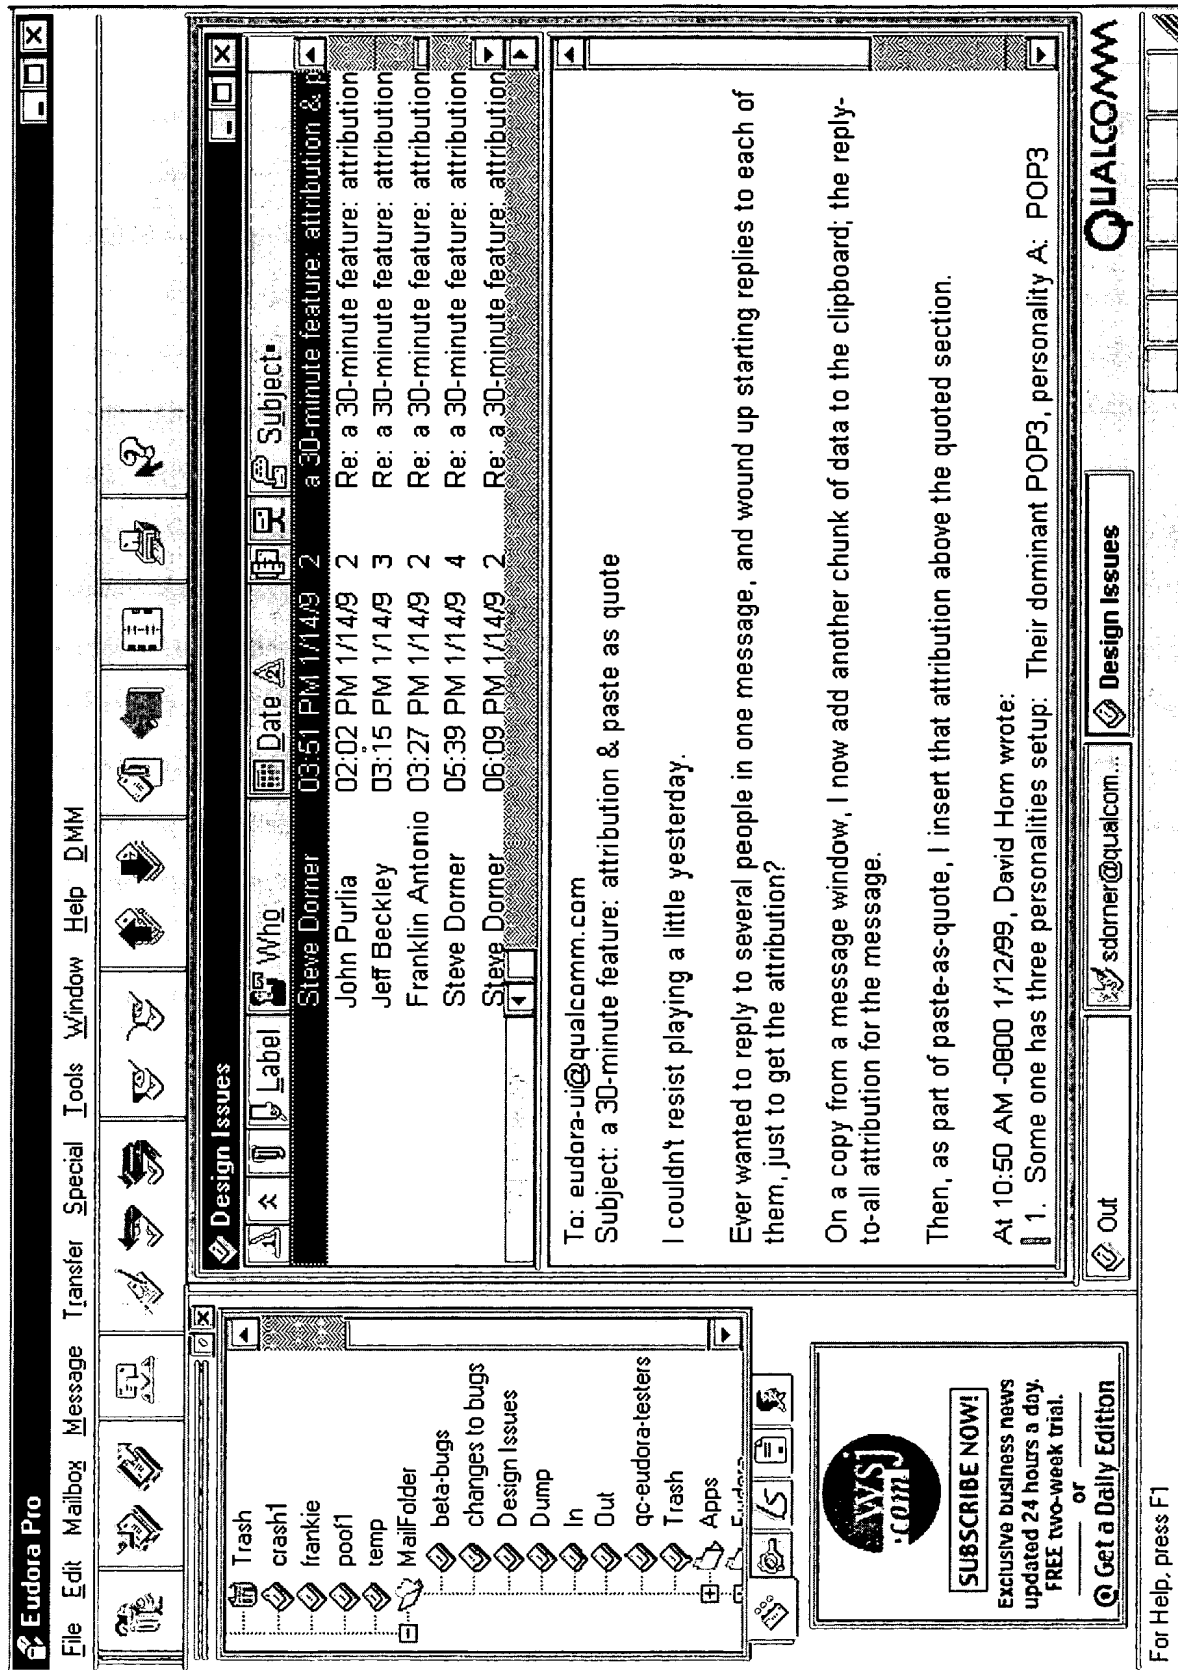 Eudora Pro
File Edit Mailbox Message Transfer Special Tools Window Help DMM
Trash
crash1
frankie
poof1
temp
MailFolder
beta-bugs
changes to bugs
Design Issues
Dump
In
Out
qc-eudora-testers
Trash
Apps
Eudora
WSJ
.com
SUBSCRIBE NOW!
Exclusive business news
updated 24 hours a day.
FREE two-week trial.
or
Get a Daily Edition
Design Issues
Label Who Date Subject
Steve Dorner 03:51 PM 1/14/9 2 a 30-minute feature: attribution & p
John Purlia 02:02 PM 1/14/9 2 Re: a 30-minute feature: attribution
Jeff Beckley 03:15 PM 1/14/9 3 Re: a 30-minute feature: attribution
Franklin Antonio 03:27 PM 1/14/9 2 Re: a 30-minute feature: attribution
Steve Dorner 05:39 PM 1/14/9 4 Re: a 30-minute feature: attribution
Steve Dorner 06:09 PM 1/14/9 2 Re: a 30-minute feature: attribution
To: eudora-ui@qualcomm.com
Subject: a 30-minute feature: attribution & paste as quote
I couldn't resist playing a little yesterday.
Ever wanted to reply to several people in one message, and wound up starting replies to each of
them, just to get the attribution?
On a copy from a message window, I now add another chunk of data to the clipboard; the reply-
to-all attribution for the message.
Then, as part of paste-as-quote, I insert that attribution above the quoted section.
At 10:50 AM -0800 1/12/99, David Hom wrote:
1. Some one has three personalities setup: Their dominant POP3, personality A: POP3
Out
sdorner@qualcom...
Design Issues
QUALCOMM
For Help, press F1